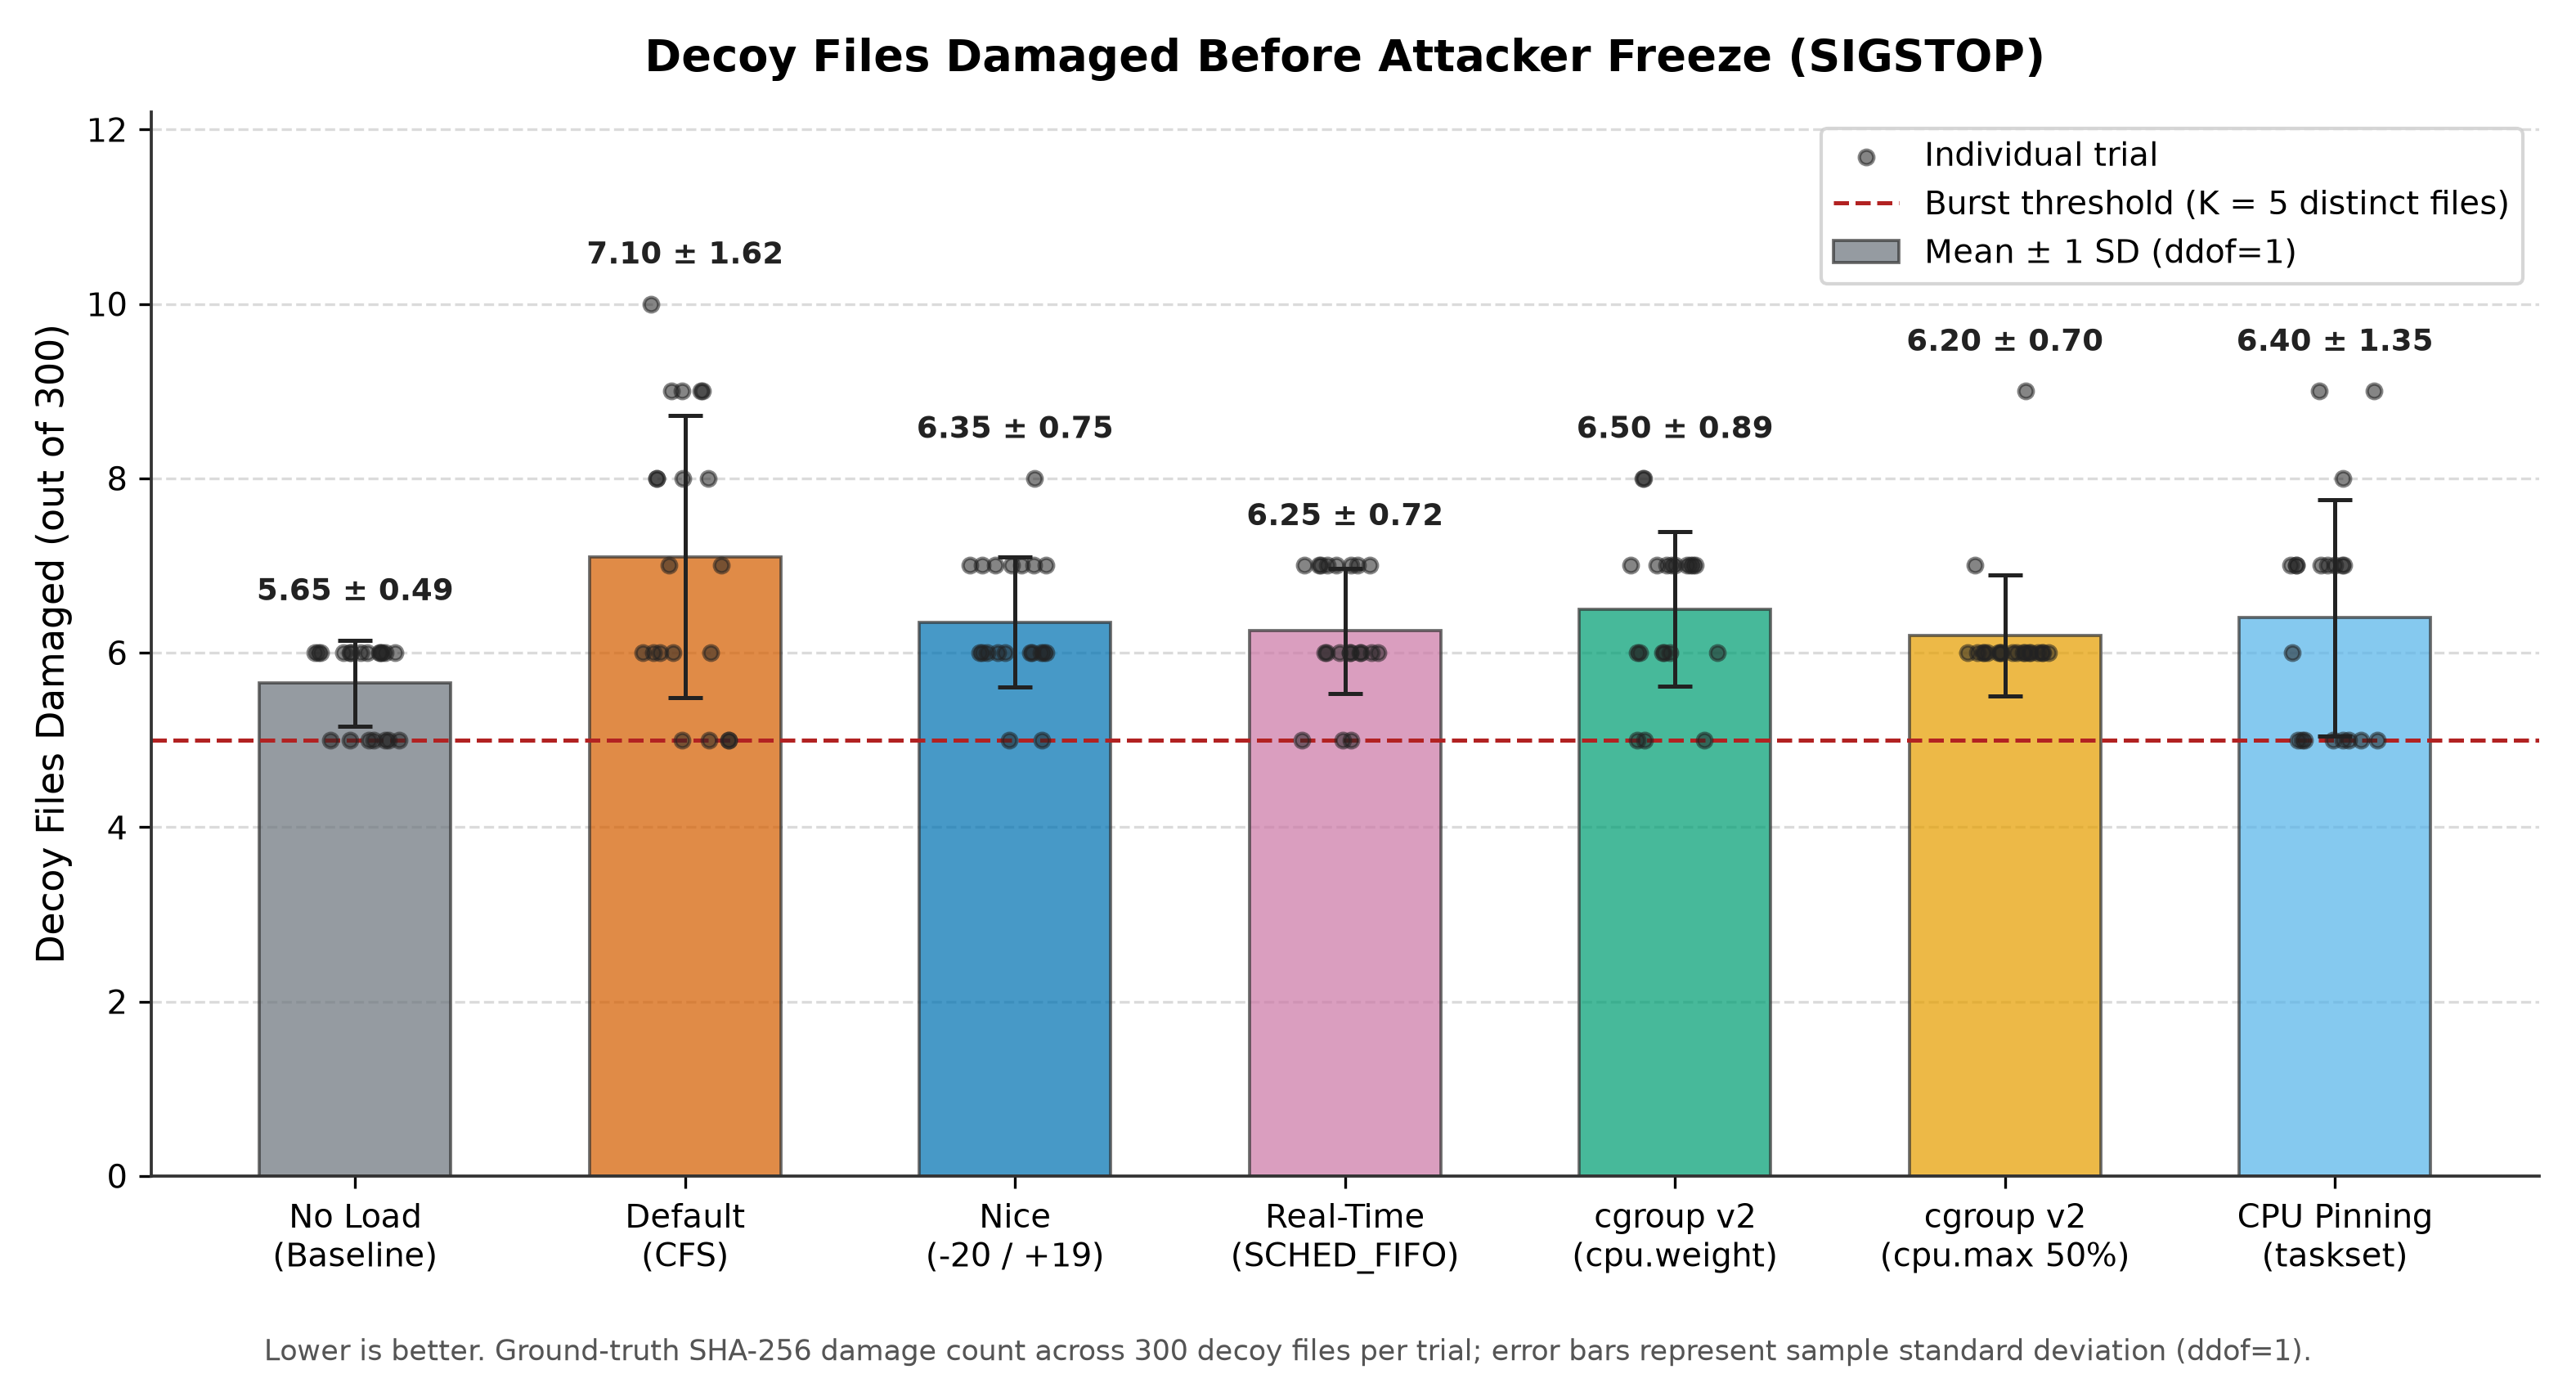 Decoy Files Damaged Before Attacker Freeze (SIGSTOP)
Decoy Files Damaged (out of 300)
12
10
8
6
4
2
0
Individual trial
Burst threshold (K = 5 distinct files)
Mean ± 1 SD (ddof=1)
5.65 ± 0.49
7.10 ± 1.62
6.35 ± 0.75
6.25 ± 0.72
6.50 ± 0.89
6.20 ± 0.70
6.40 ± 1.35
No Load
(Baseline)
Default
(CFS)
Nice
(-20 / +19)
Real-Time
(SCHED_FIFO)
cgroup v2
(cpu.weight)
cgroup v2
(cpu.max 50%)
CPU Pinning
(taskset)
Lower is better. Ground-truth SHA-256 damage count across 300 decoy files per trial; error bars represent sample standard deviation (ddof=1).